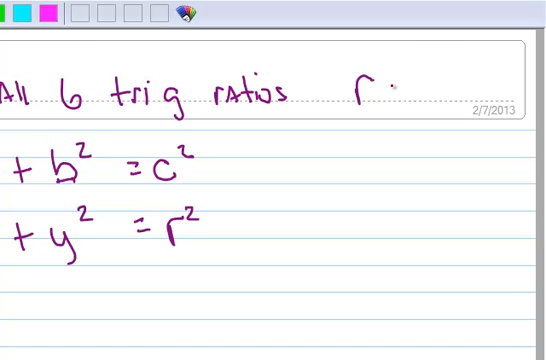 All 6 trig ratios r
2/7/2013
+ b² = c²
+ y² = r²